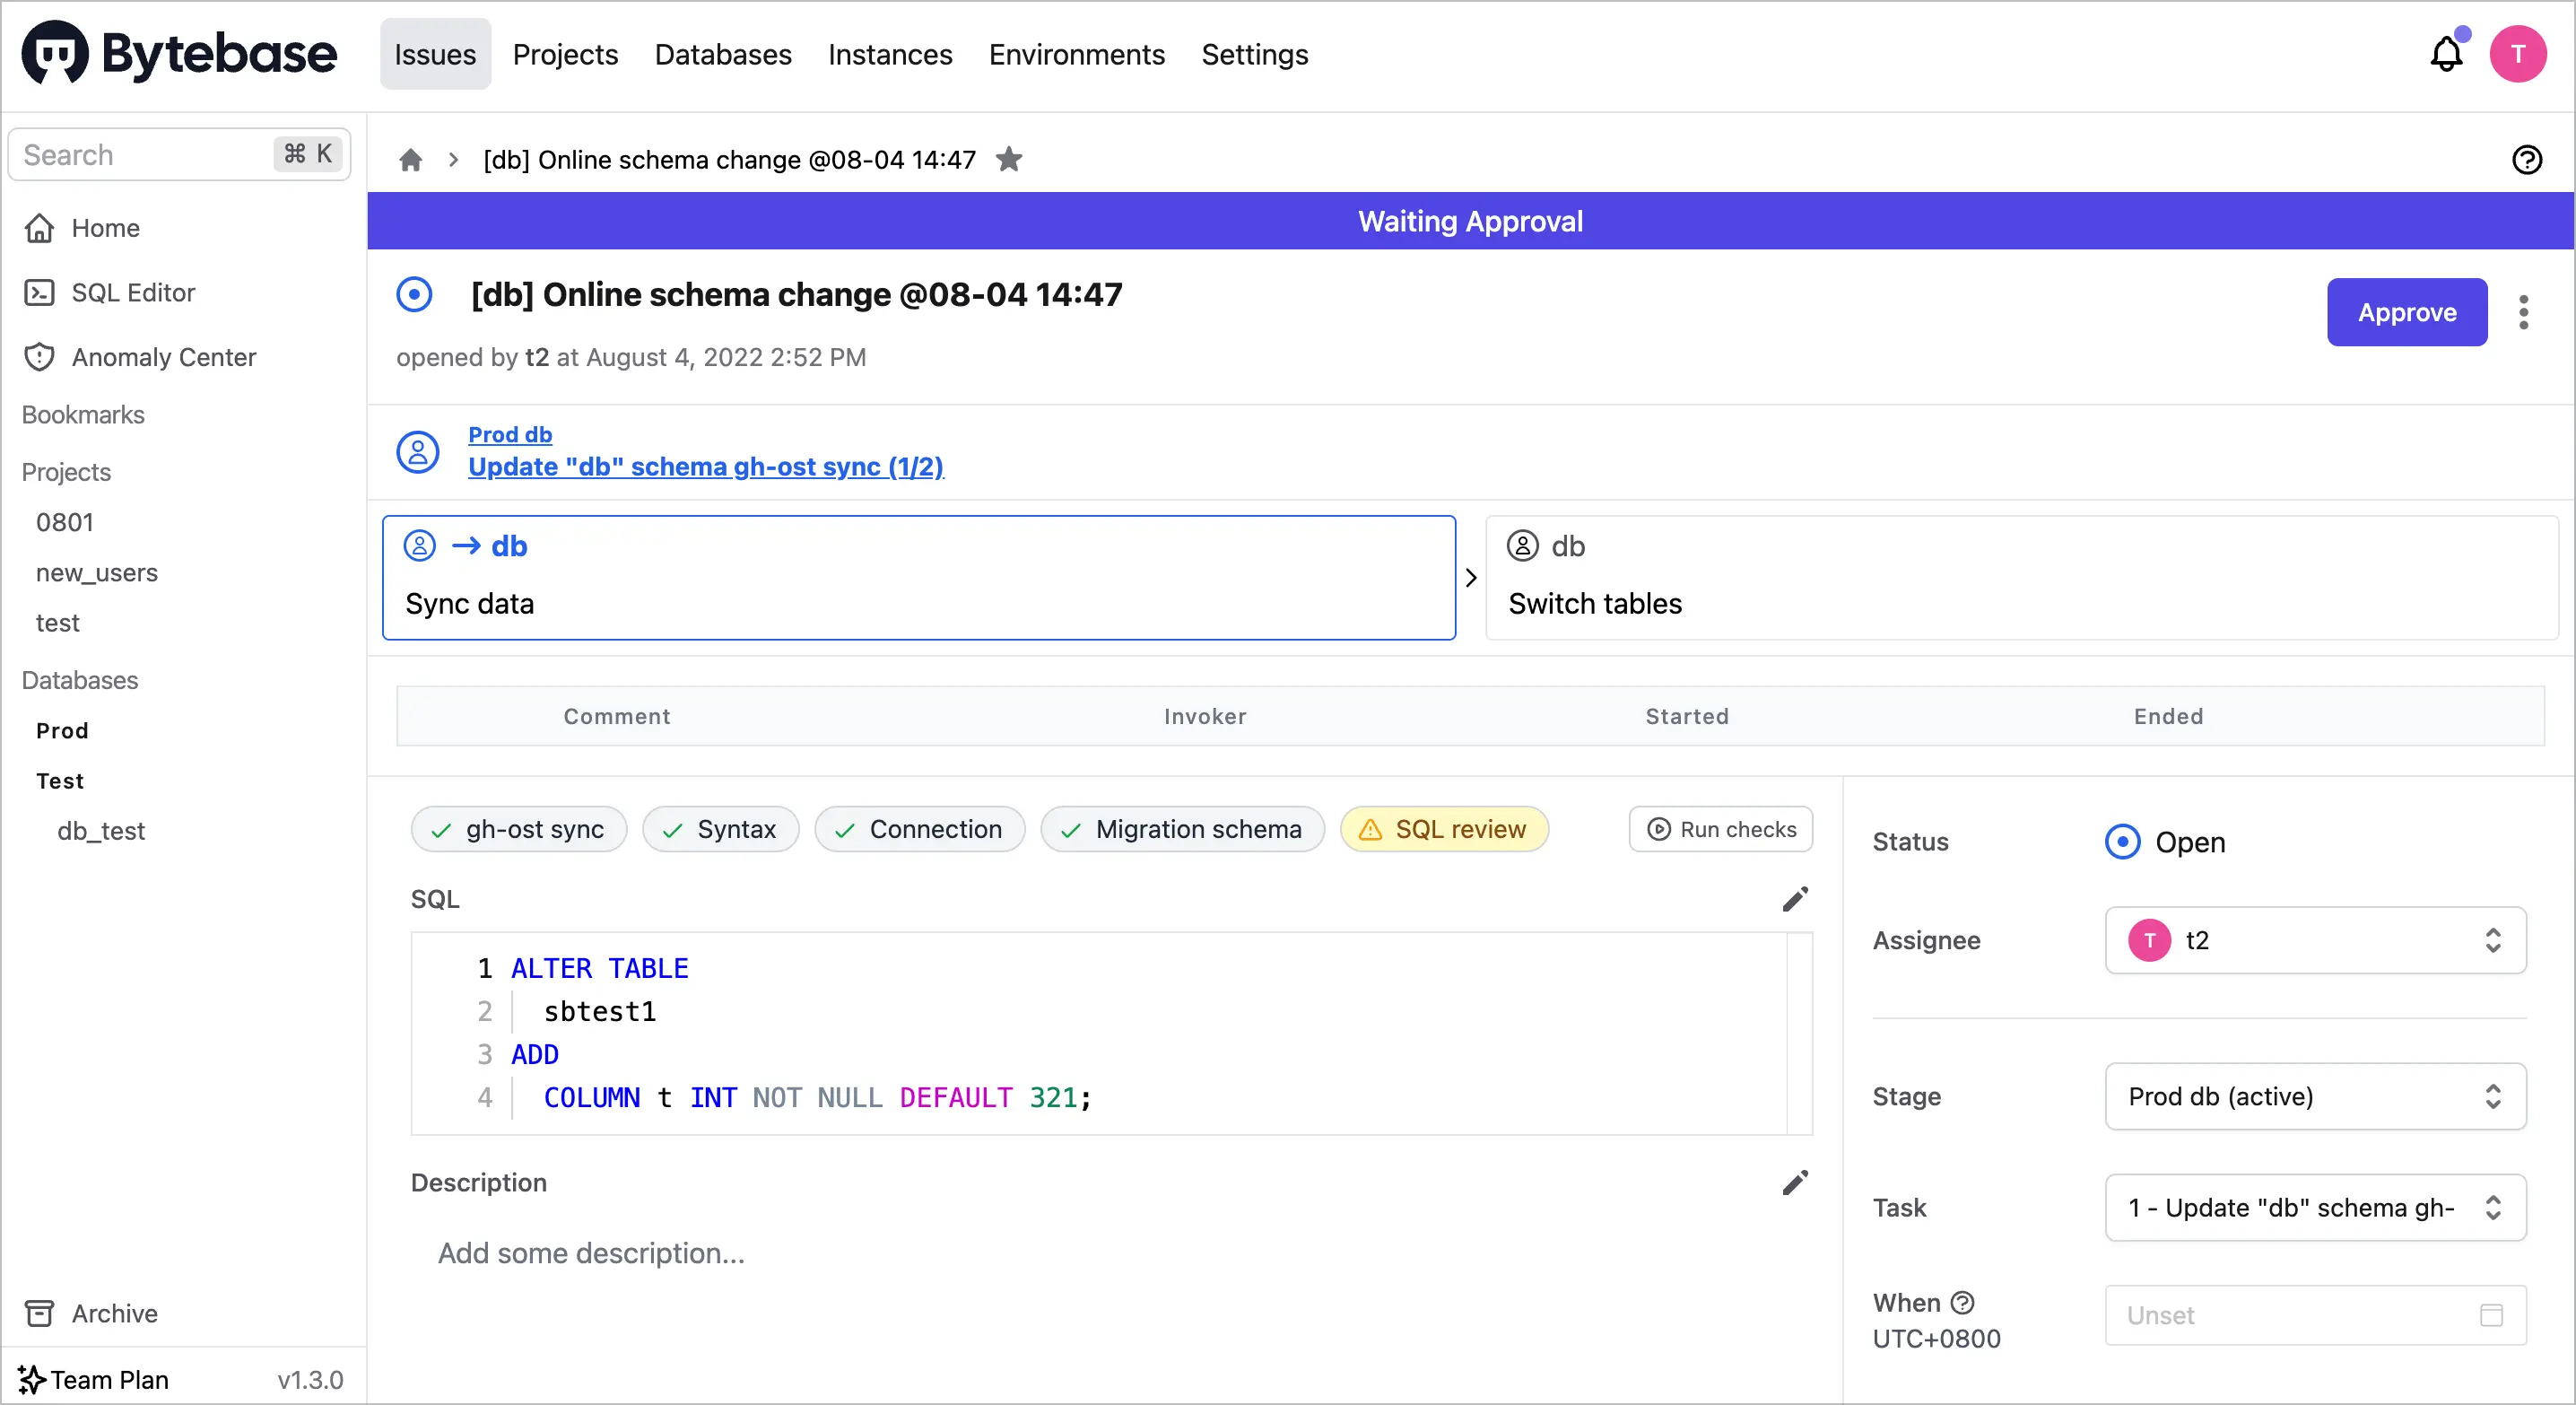 Bytebase
Issues Projects Databases Instances Environments Settings
T
Search ⌘ K
Home
SQL Editor
Anomaly Center
Bookmarks
Projects
0801
new_users
test
Databases
Prod
Test
db_test
Archive
Team Plan v1.3.0
[db] Online schema change @08-04 14:47
Waiting Approval
[db] Online schema change @08-04 14:47
Approve
opened by t2 at August 4, 2022 2:52 PM
Prod db
Update "db" schema gh-ost sync (1/2)
→ db
Sync data
db
Switch tables
Comment Invoker Started Ended
gh-ost sync Syntax Connection Migration schema SQL review Run checks
SQL
1 ALTER TABLE
2 sbtest1
3 ADD
4 COLUMN t INT NOT NULL DEFAULT 321;
Description
Add some description...
Status Open
Assignee T t2
Stage Prod db (active)
Task 1 - Update "db" schema gh-
When ? Unset
UTC+0800